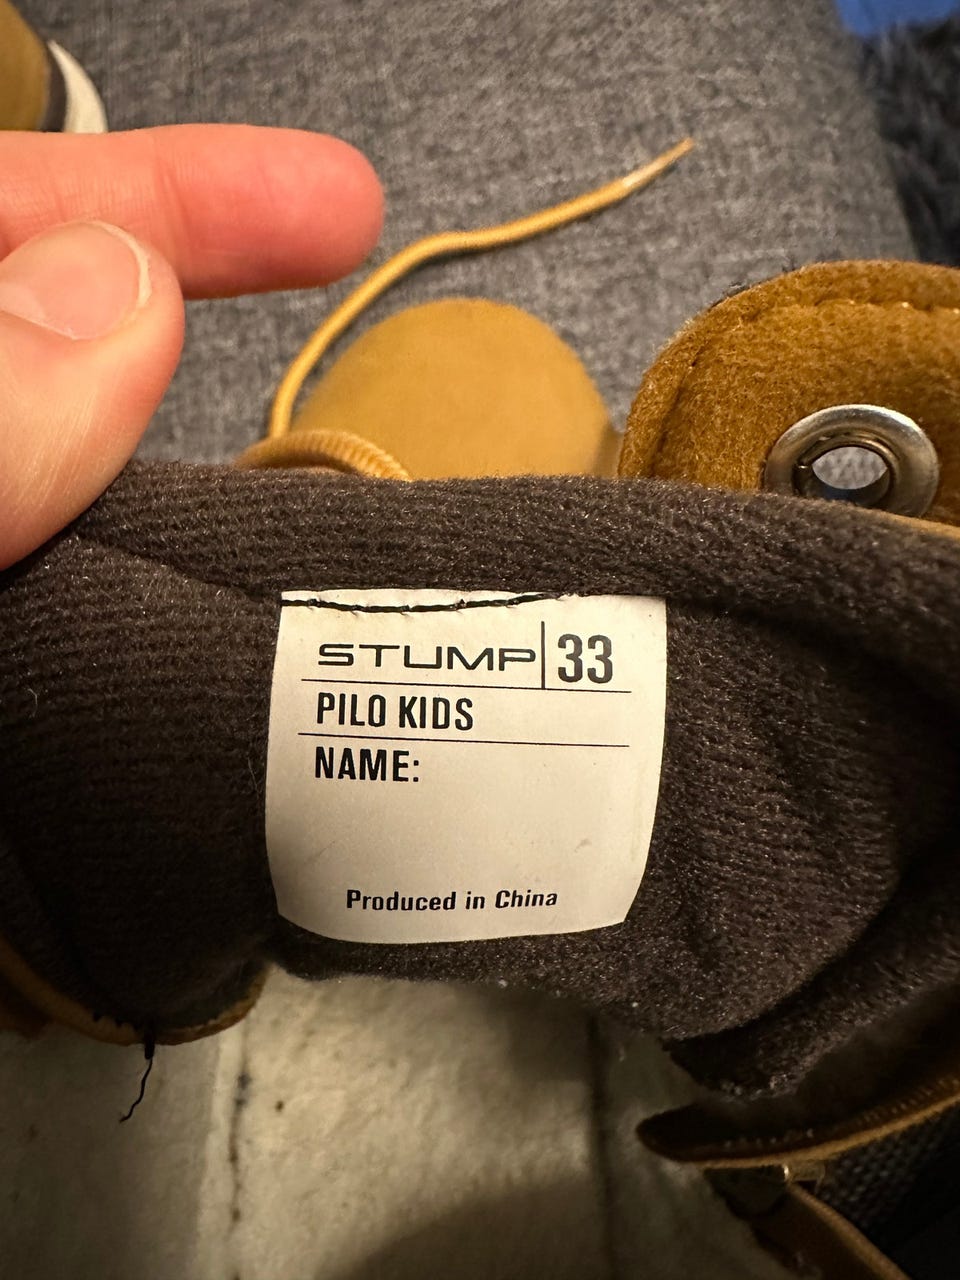 STUMP 33
PILO KIDS
NAME:
Produced in China